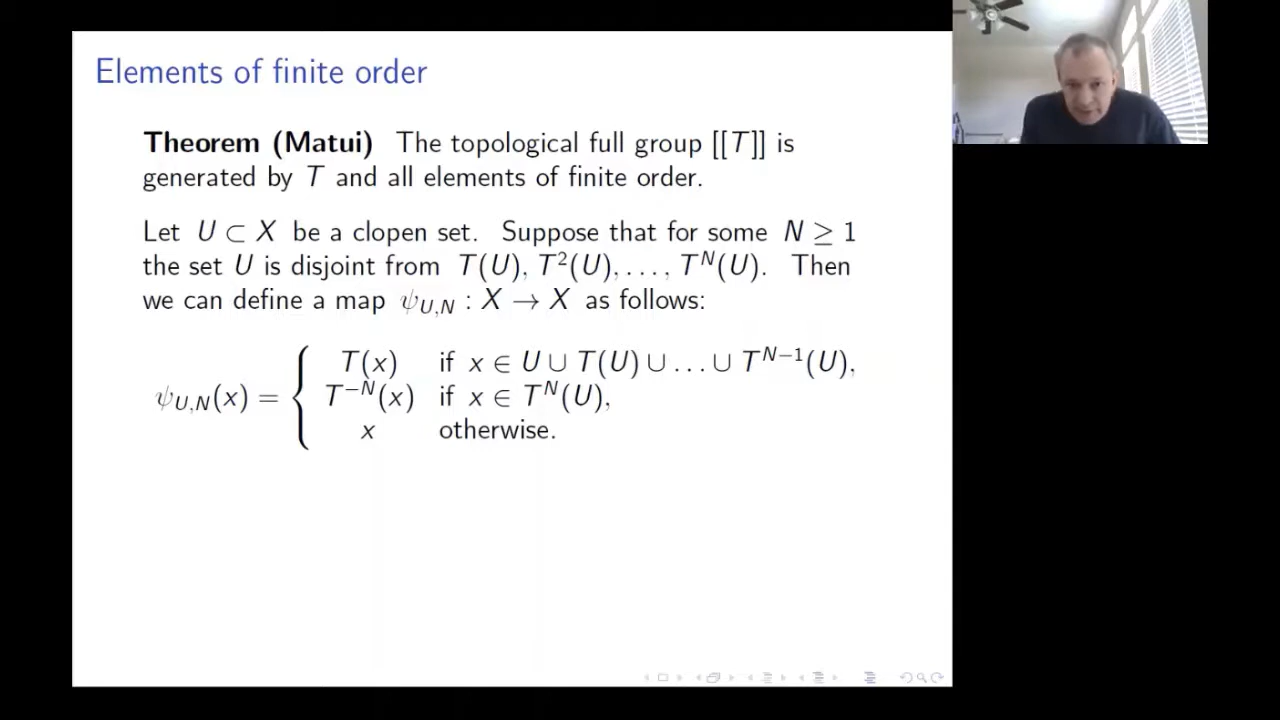 Elements of finite order
Theorem (Matui) The topological full group [[T]] is
generated by T and all elements of finite order.
Let U ⊂ X be a clopen set. Suppose that for some N ≥ 1
the set U is disjoint from T(U), T²(U), . . . , Tᴺ(U). Then
we can define a map ψ_{U,N} : X → X as follows:
T(x) if x ∈ U ∪ T(U) ∪ . . . ∪ T^{N−1}(U),
ψ_{U,N}(x) = { T^{−N}(x) if x ∈ T^N(U),
x otherwise.